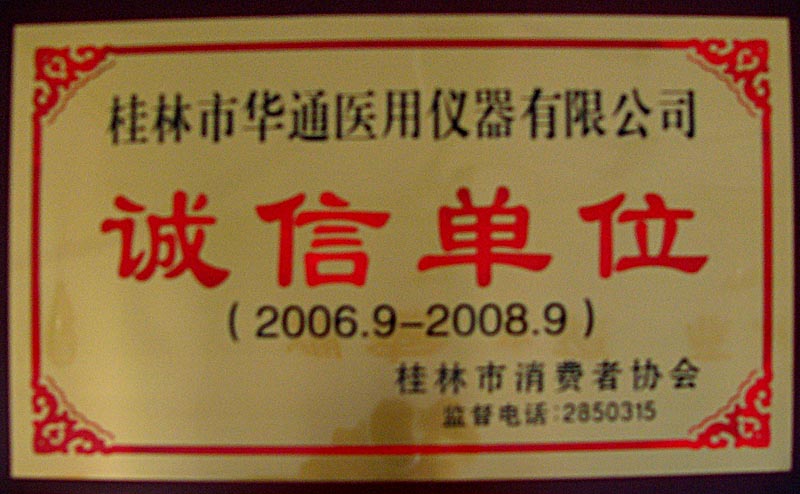 桂林市华通医用仪器有限公司
诚信单位
(2006.9-2008.9)
桂林市消费者协会
监督电话:2850315